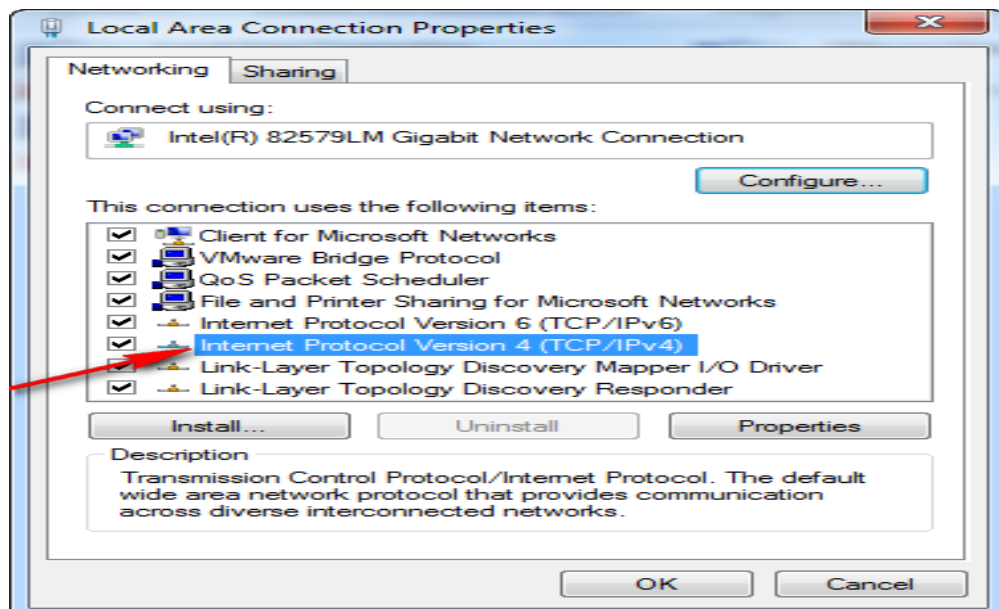 Local Area Connection Properties
Networking
Sharing
Connect using:
Intel(R) 82579LM Gigabit Network Connection
Configure...
This connection uses the following items:
Client for Microsoft Networks
VMware Bridge Protocol
QoS Packet Scheduler
File and Printer Sharing for Microsoft Networks
Internet Protocol Version 6 (TCP/IPv6)
Internet Protocol Version 4 (TCP/IPv4)
Link-Layer Topology Discovery Mapper I/O Driver
Link-Layer Topology Discovery Responder
Install...
Uninstall
Properties
Description
Transmission Control Protocol/Internet Protocol. The default
wide area network protocol that provides communication
across diverse interconnected networks.
OK
Cancel